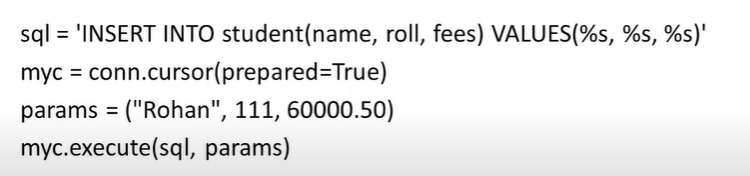 sql = 'INSERT INTO student(name, roll, fees) VALUES(%s, %s, %s)'
myc = conn.cursor(prepared=True)
params = ("Rohan", 111, 60000.50)
myc.execute(sql, params)